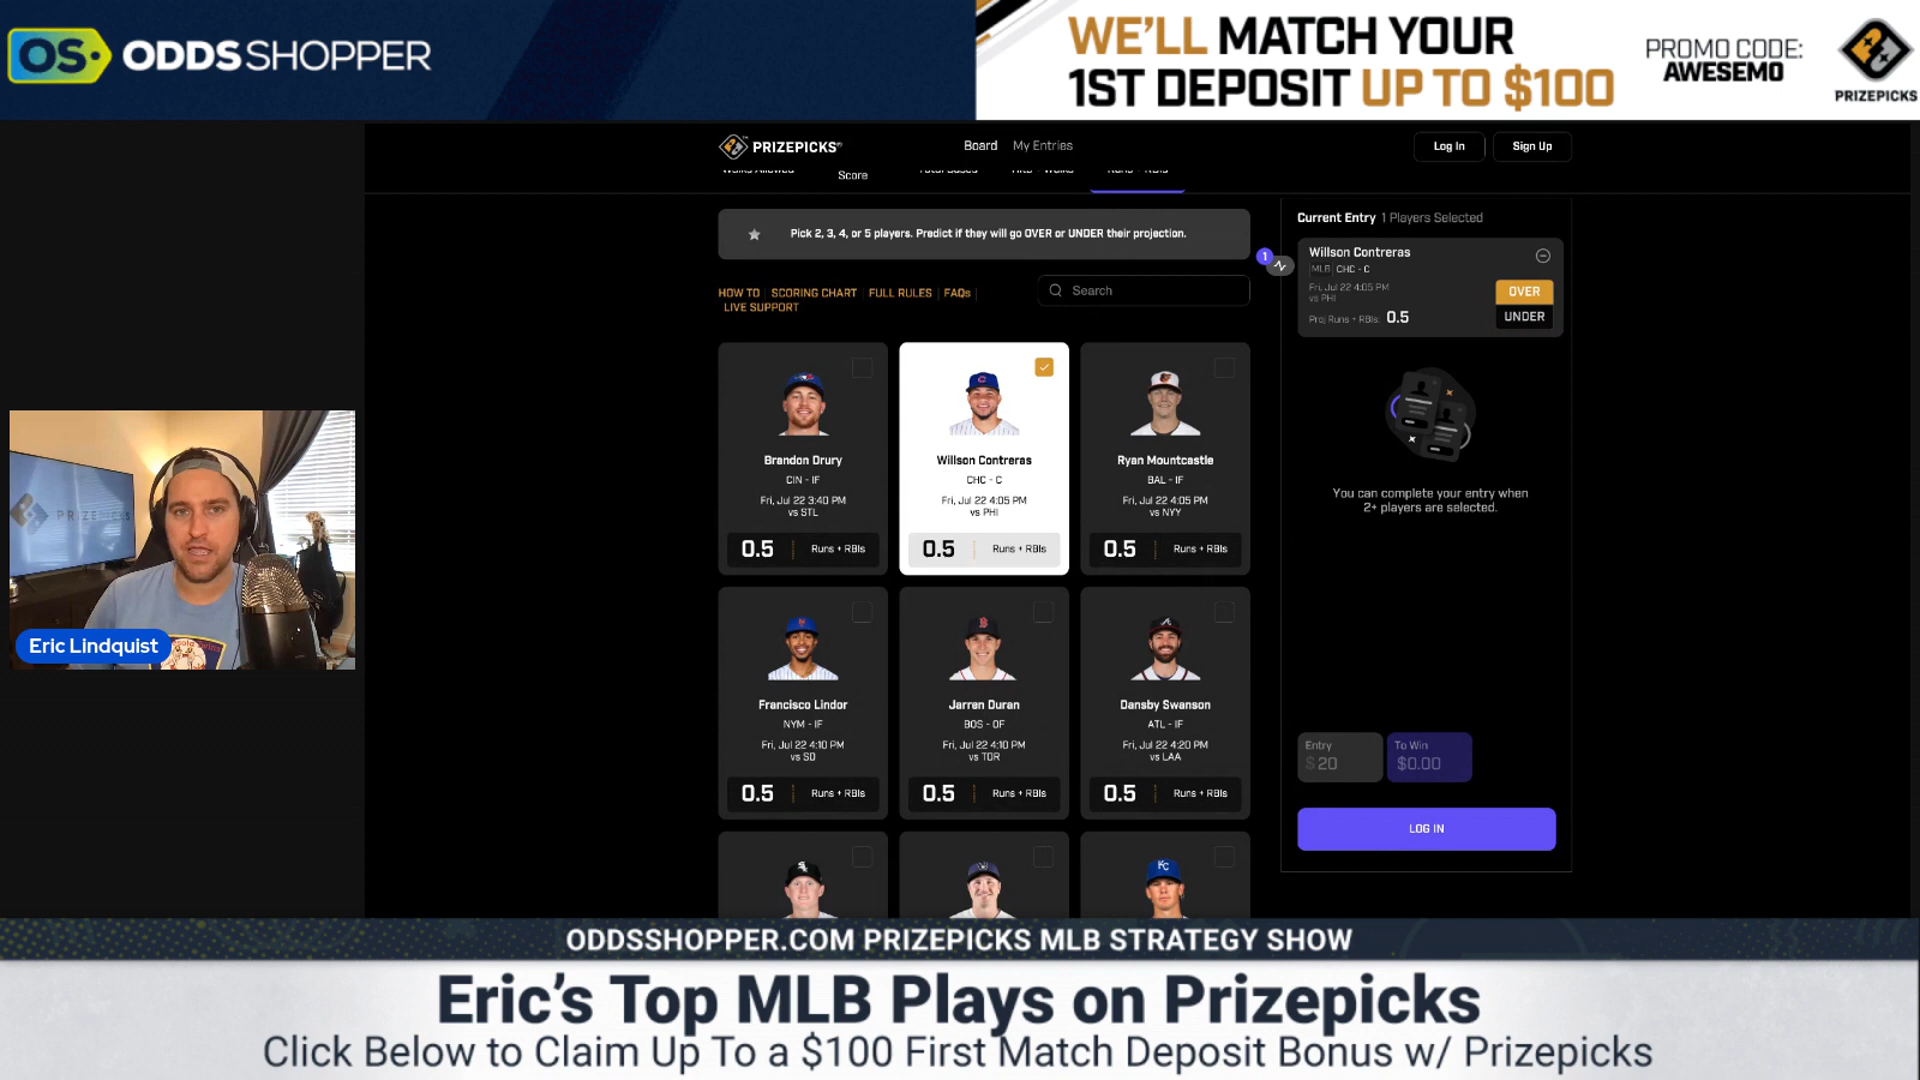 OS
ODDSSHOPPER
WE'LL MATCH YOUR
1ST DEPOSIT UP TO $100
PROMO CODE:
AWESEMO
PRIZEPICKS
PRIZEPICKS
Board
My Entries
Log In
Sign Up
Walks Allowed
Score
Total Bases
Hits + Walks
Runs + RBIs
Pick 2, 3, 4, or 5 players. Predict if they will go OVER or UNDER their projection.
HOW TO
SCORING CHART
FULL RULES
FAQs
LIVE SUPPORT
Search
Brandon Drury
CIN - IF
Fri, Jul 22 3:40 PM
vs STL
0.5 Runs + RBIs
Willson Contreras
CHC - C
Fri, Jul 22 4:05 PM
vs PHI
0.5 Runs + RBIs
Ryan Mountcastle
BAL - IF
Fri, Jul 22 4:05 PM
vs NYY
0.5 Runs + RBIs
Francisco Lindor
NYM - IF
Fri, Jul 22 4:10 PM
vs SD
0.5 Runs + RBIs
Jarren Duran
BOS - OF
Fri, Jul 22 4:10 PM
vs TOR
0.5 Runs + RBIs
Dansby Swanson
ATL - IF
Fri, Jul 22 4:20 PM
vs LAA
0.5 Runs + RBIs
Current Entry 1 Players Selected
1
Willson Contreras
MLB CHC - C
Fri, Jul 22 4:05 PM
vs PHI
Proj Runs + RBIs: 0.5
OVER
UNDER
You can complete your entry when
2+ players are selected.
Entry
$ 20
To Win
$0.00
LOG IN
PRIZEPICKS
Eric Lindquist
ODDSSHOPPER.COM PRIZEPICKS MLB STRATEGY SHOW
Eric's Top MLB Plays on Prizepicks
Click Below to Claim Up To a $100 First Match Deposit Bonus w/ Prizepicks